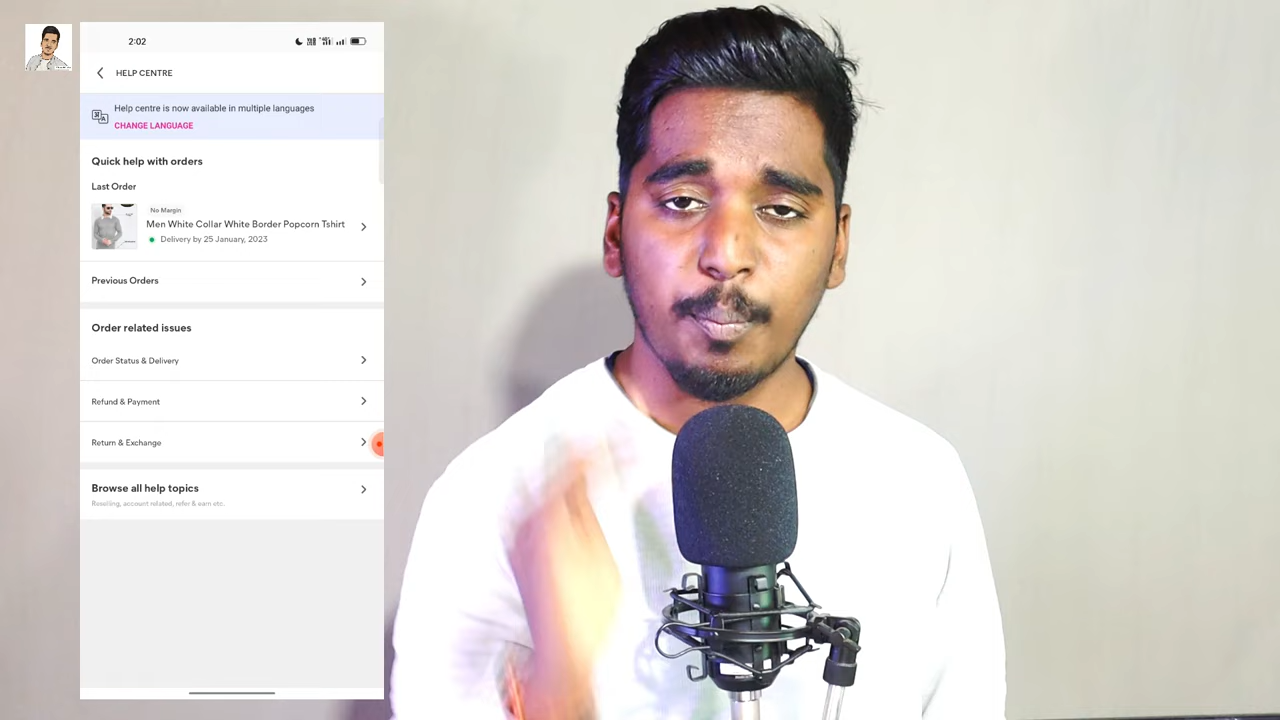 2:02
HELP CENTRE
Help centre is now available in multiple languages
CHANGE LANGUAGE
Quick help with orders
Last Order
No Margin
Men White Collar White Border Popcorn Tshirt
Delivery by 25 January, 2023
Previous Orders
Order related issues
Order Status & Delivery
Refund & Payment
Return & Exchange
Browse all help topics
Reselling, account related, refer & earn etc.